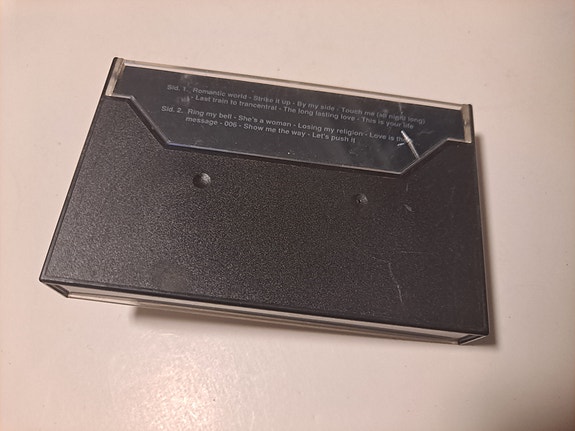 Sid. 1. Romantic world - Strike it up - By my side - Touch me (all night long)
Last train to trancentral - The long lasting love - This is your life
Sid. 2. Ring my bell - She's a woman - Losing my religion - Love is the
message - 006 - Show me the way - Let's push it